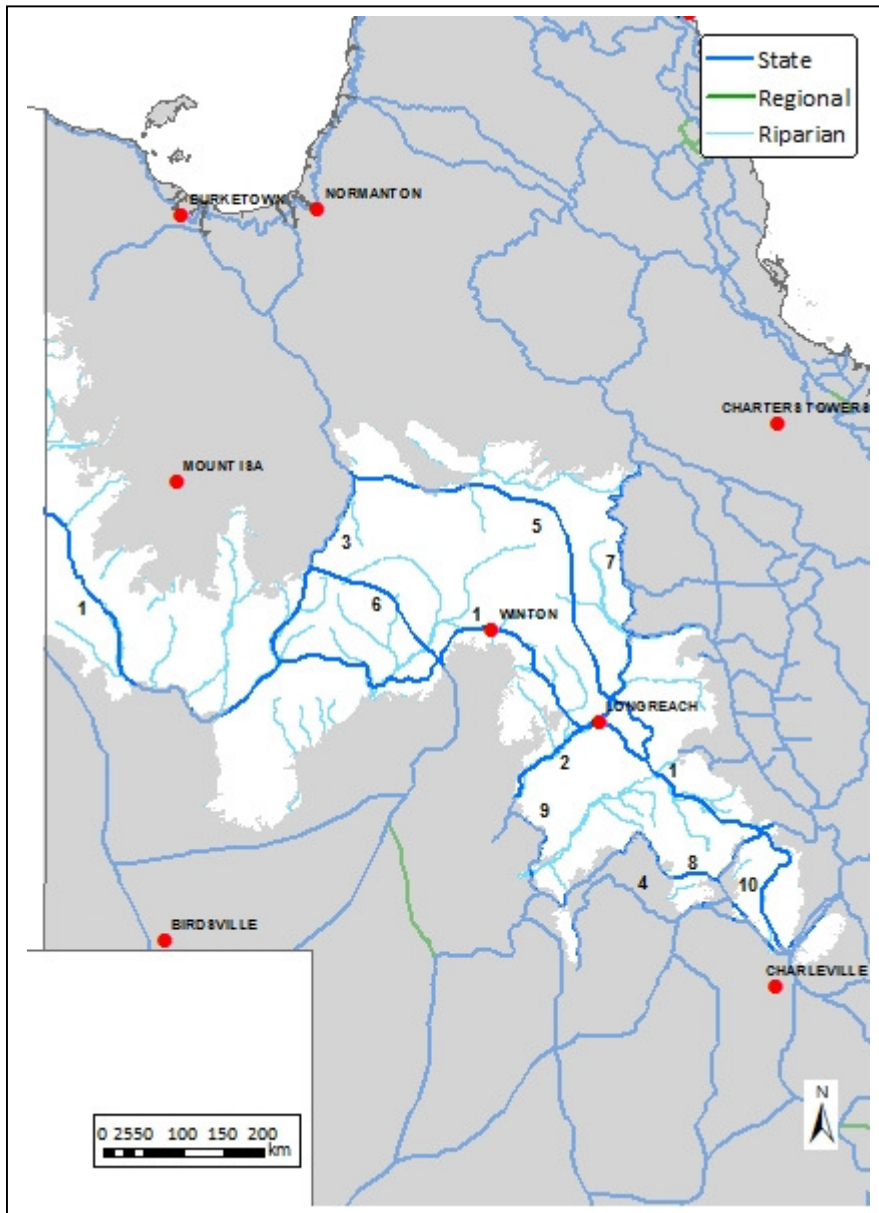 State
Regional
Riparian
BURKETOWN
NORMANTON
CHARTERS TOWERS
MOUNT ISA
5
3
7
1
6
1
WINTON
LONGREACH
2
1
9
8
4
10
BIRDSVILLE
CHARLEVILLE
N
0 2550 100 150 200
km